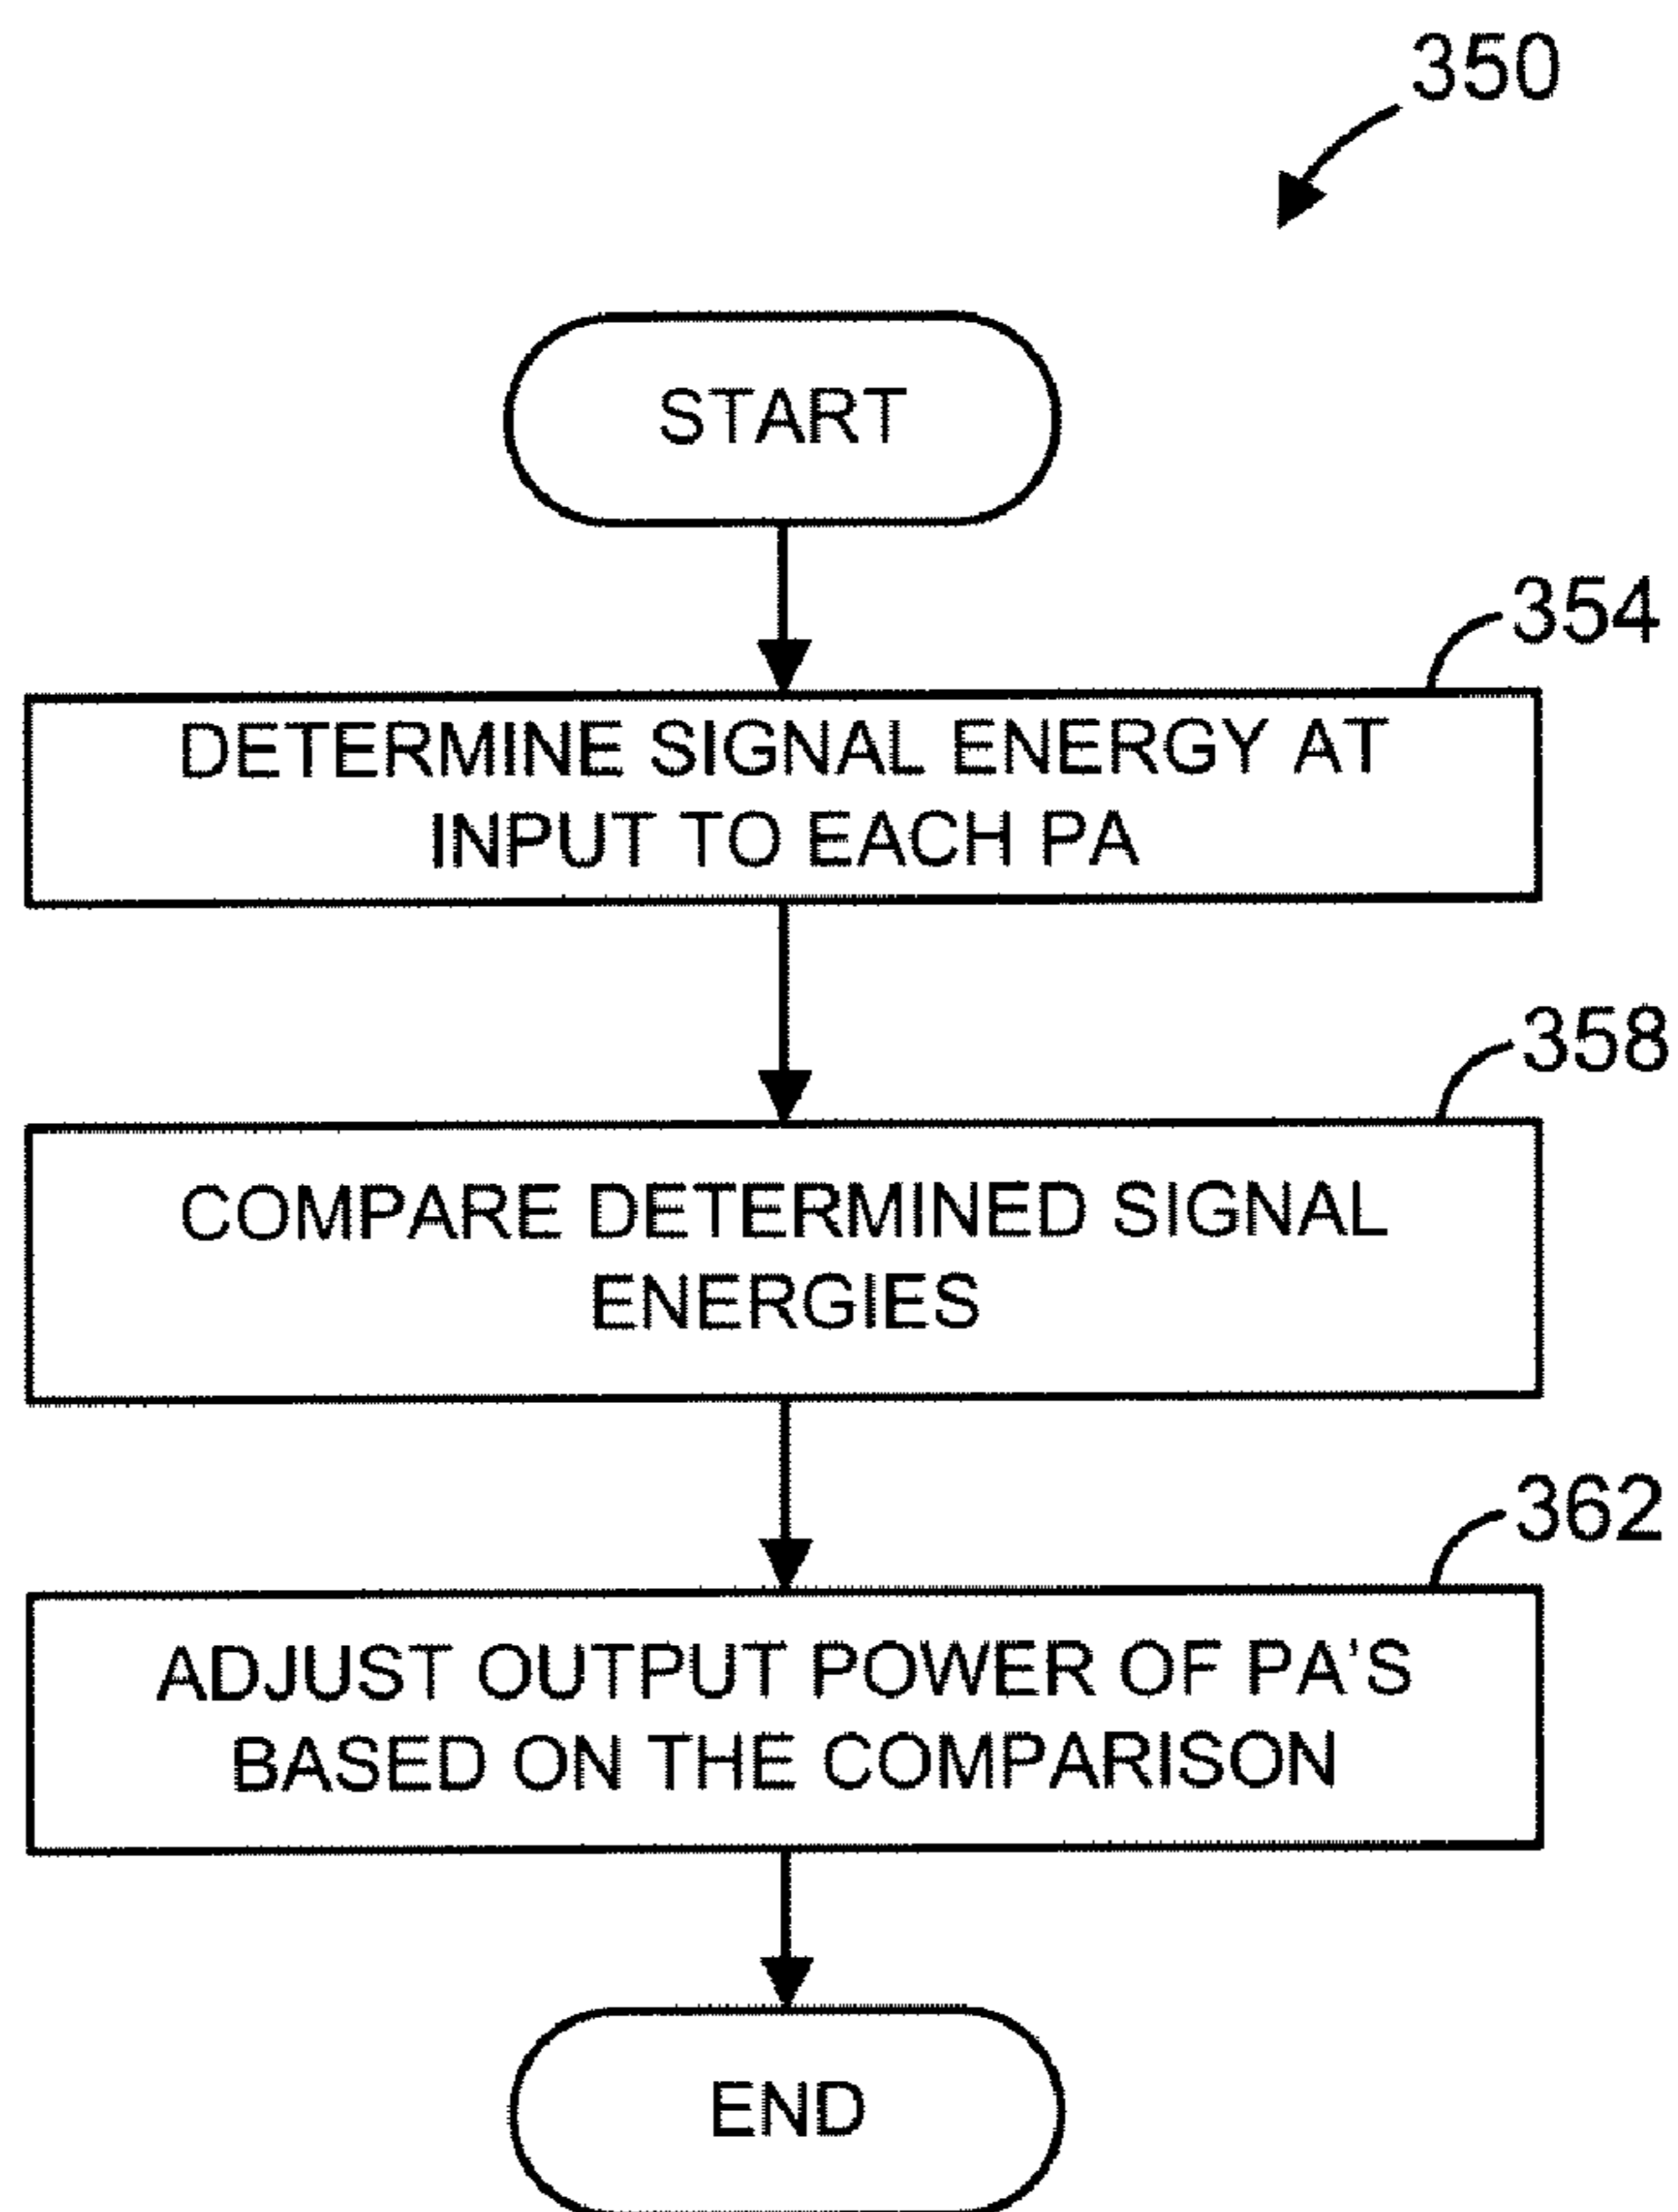 350
START
354
DETERMINE SIGNAL ENERGY AT
INPUT TO EACH PA
358
COMPARE DETERMINED SIGNAL
ENERGIES
362
ADJUST OUTPUT POWER OF PA'S
BASED ON THE COMPARISON
END